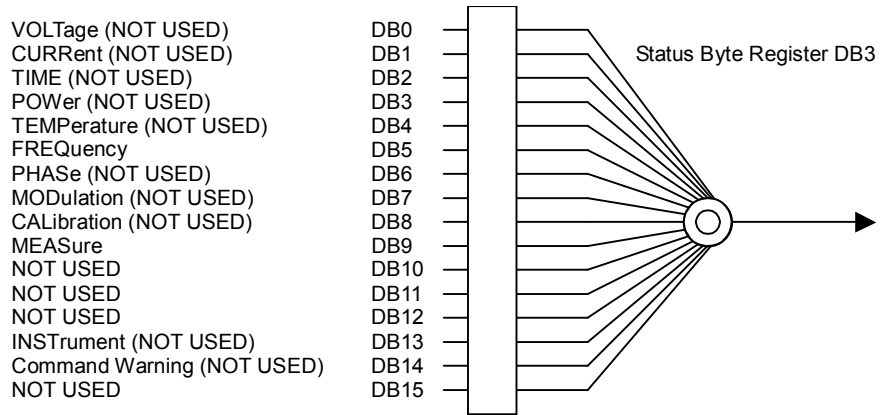 VOLTage (NOT USED) DB0
CURRent (NOT USED) DB1 Status Byte Register DB3
TIME (NOT USED) DB2
POWer (NOT USED) DB3
TEMPerature (NOT USED) DB4
FREQuency DB5
PHASe (NOT USED) DB6
MODulation (NOT USED) DB7
CALibration (NOT USED) DB8
MEASure DB9
NOT USED DB10
NOT USED DB11
NOT USED DB12
INSTrument (NOT USED) DB13
Command Warning (NOT USED) DB14
NOT USED DB15